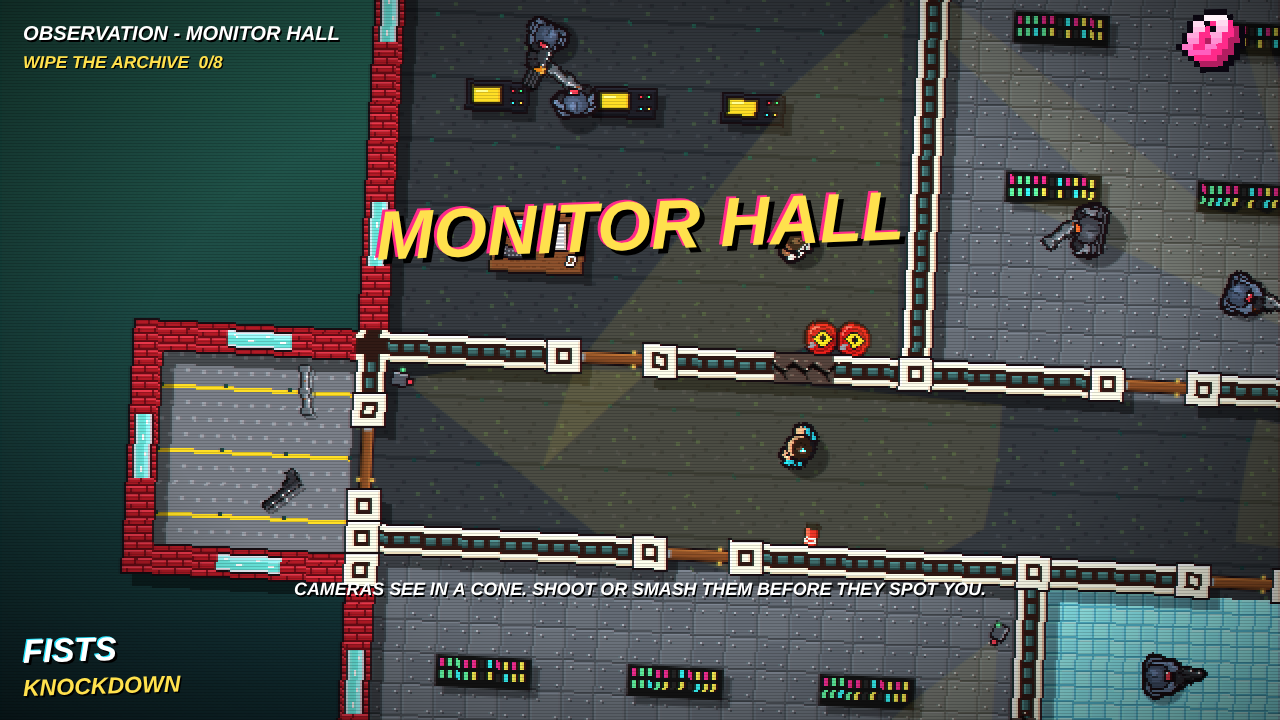 OBSERVATION - MONITOR HALL
WIPE THE ARCHIVE 0/8
MONITOR HALL
CAMERAS SEE IN A CONE. SHOOT OR SMASH THEM BEFORE THEY SPOT YOU.
FISTS
KNOCKDOWN